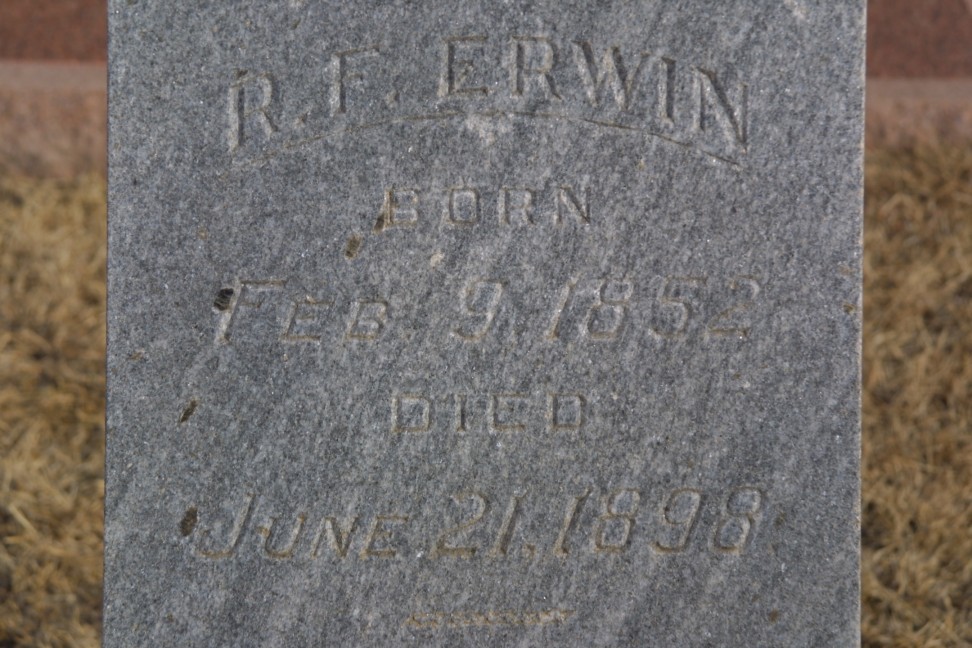 R. F. ERWIN
BORN
FEB. 9, 1852
DIED
JUNE 21, 1898